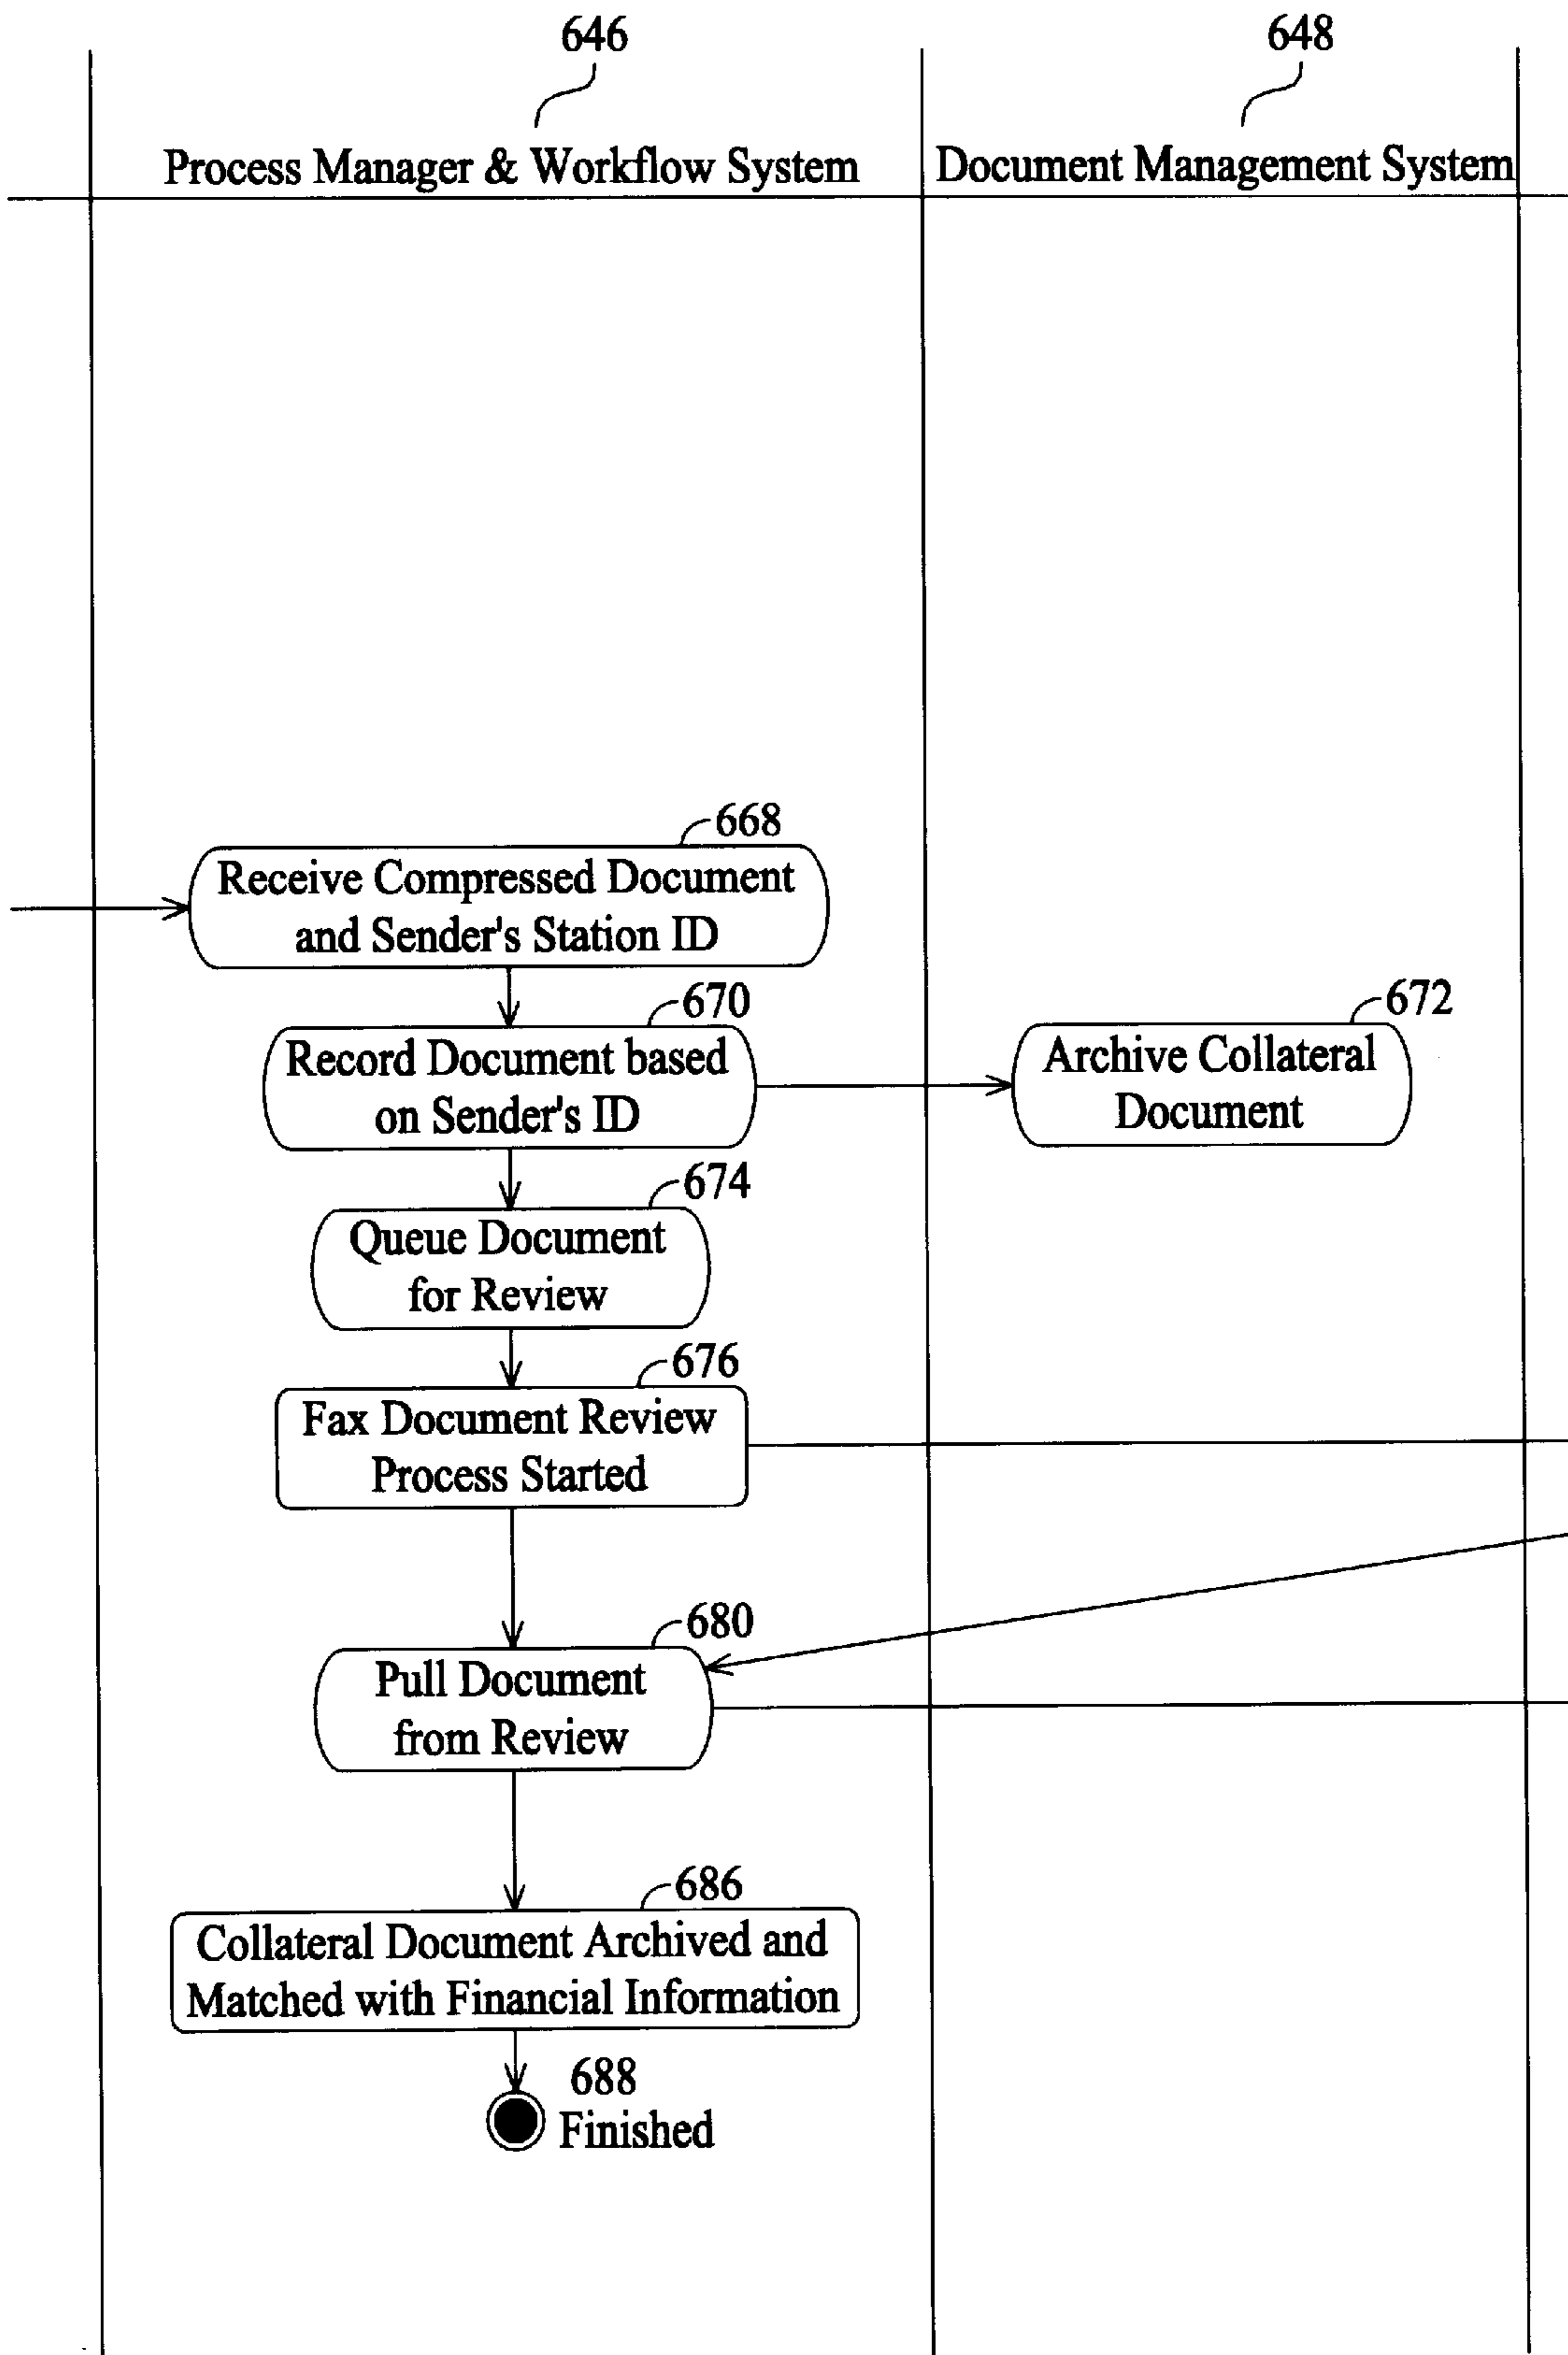 646
648
Process Manager & Workflow System
Document Management System
668
Receive Compressed Document
and Sender's Station ID
670
Record Document based
on Sender's ID
672
Archive Collateral
Document
674
Queue Document
for Review
676
Fax Document Review
Process Started
680
Pull Document
from Review
686
Collateral Document Archived and
Matched with Financial Information
688
Finished